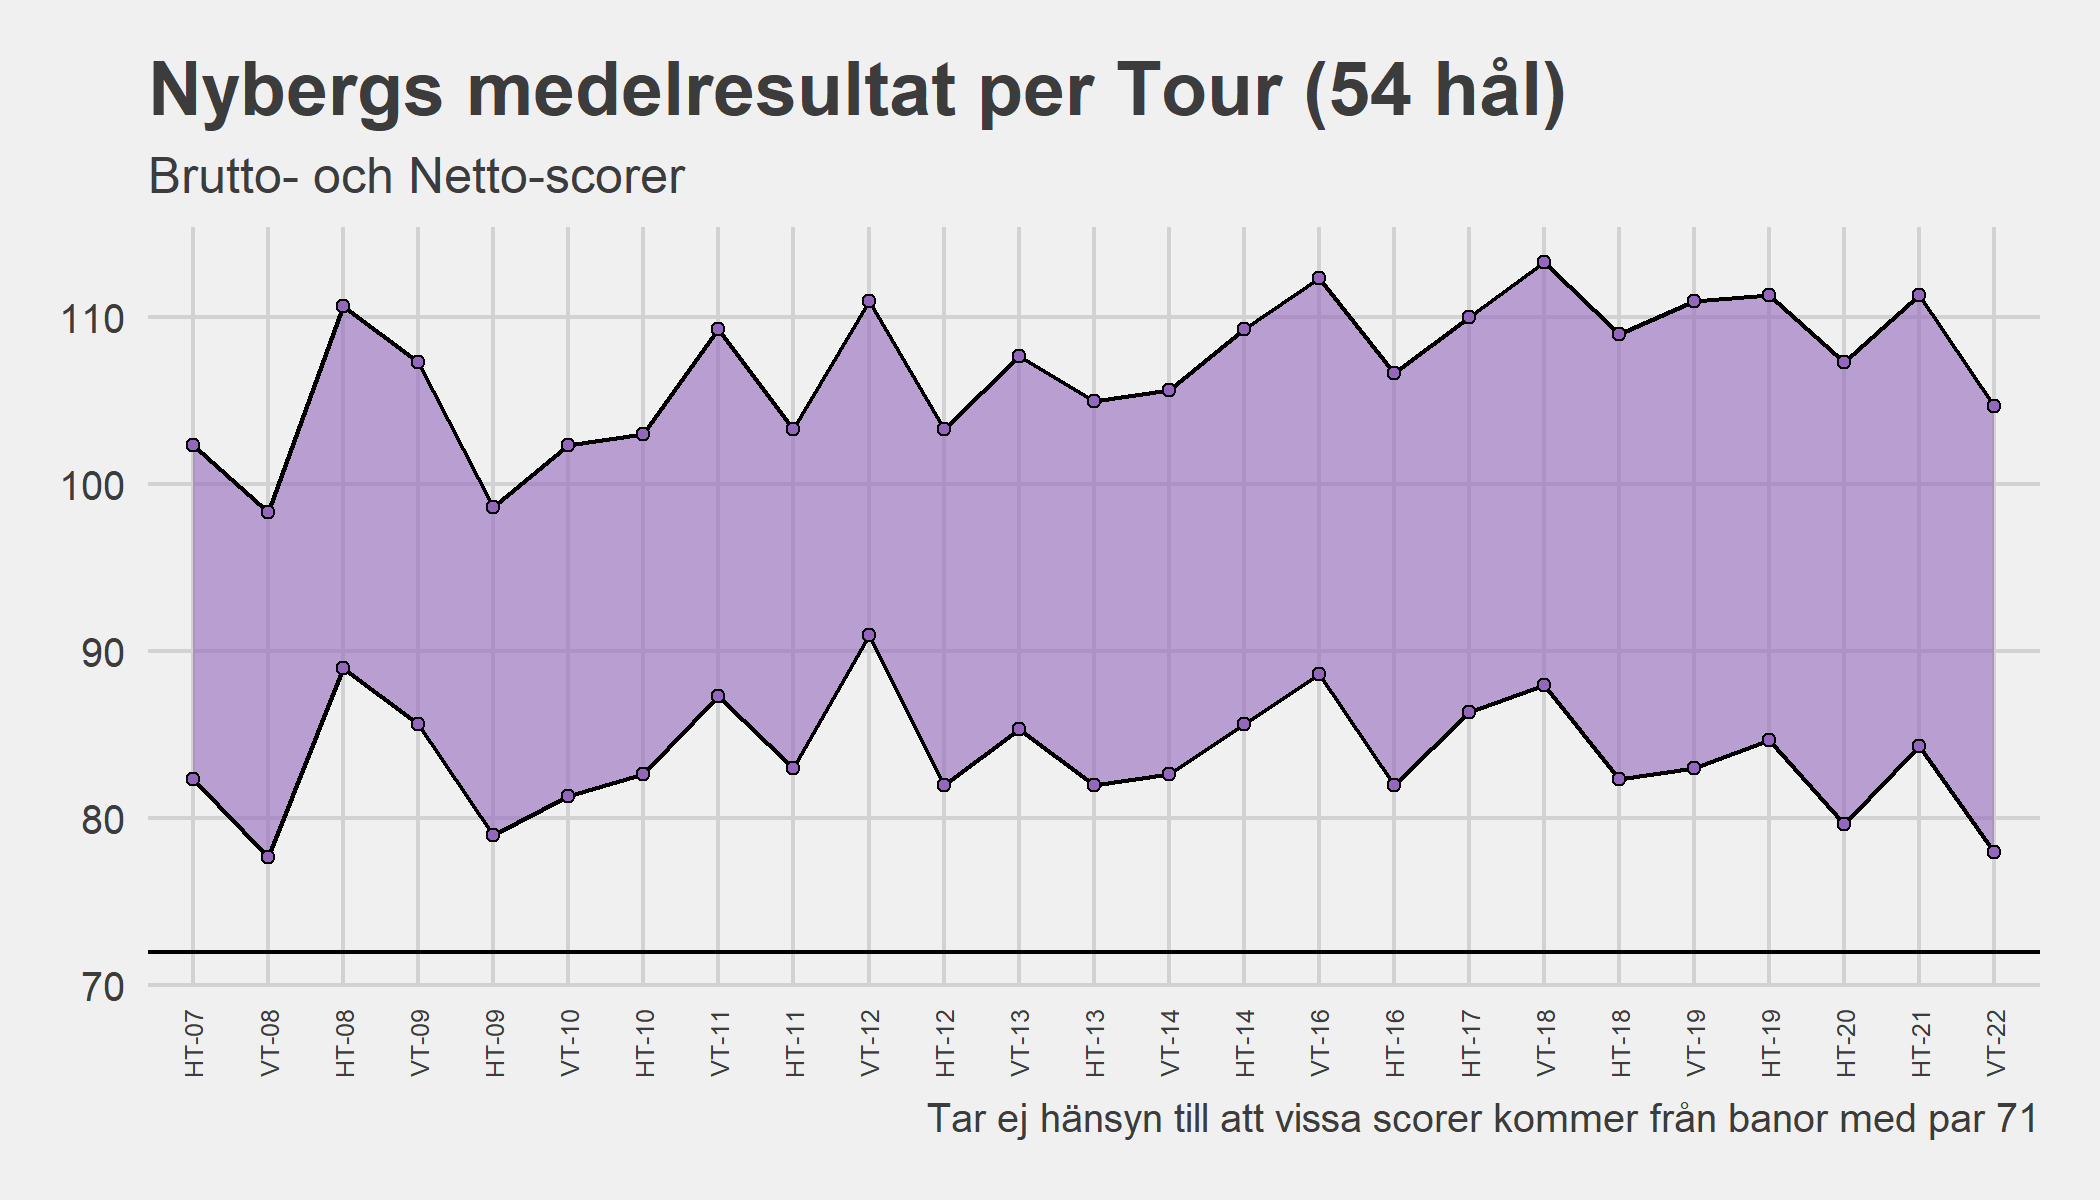 Nybergs medelresultat per Tour (54 hål)
Brutto- och Netto-scorer
110
100
90
80
70
HT-07
VT-08
HT-08
VT-09
HT-09
VT-10
HT-10
VT-11
HT-11
VT-12
HT-12
VT-13
HT-13
VT-14
HT-14
VT-16
HT-16
HT-17
VT-18
HT-18
VT-19
HT-19
HT-20
HT-21
VT-22
Tar ej hänsyn till att vissa scorer kommer från banor med par 71